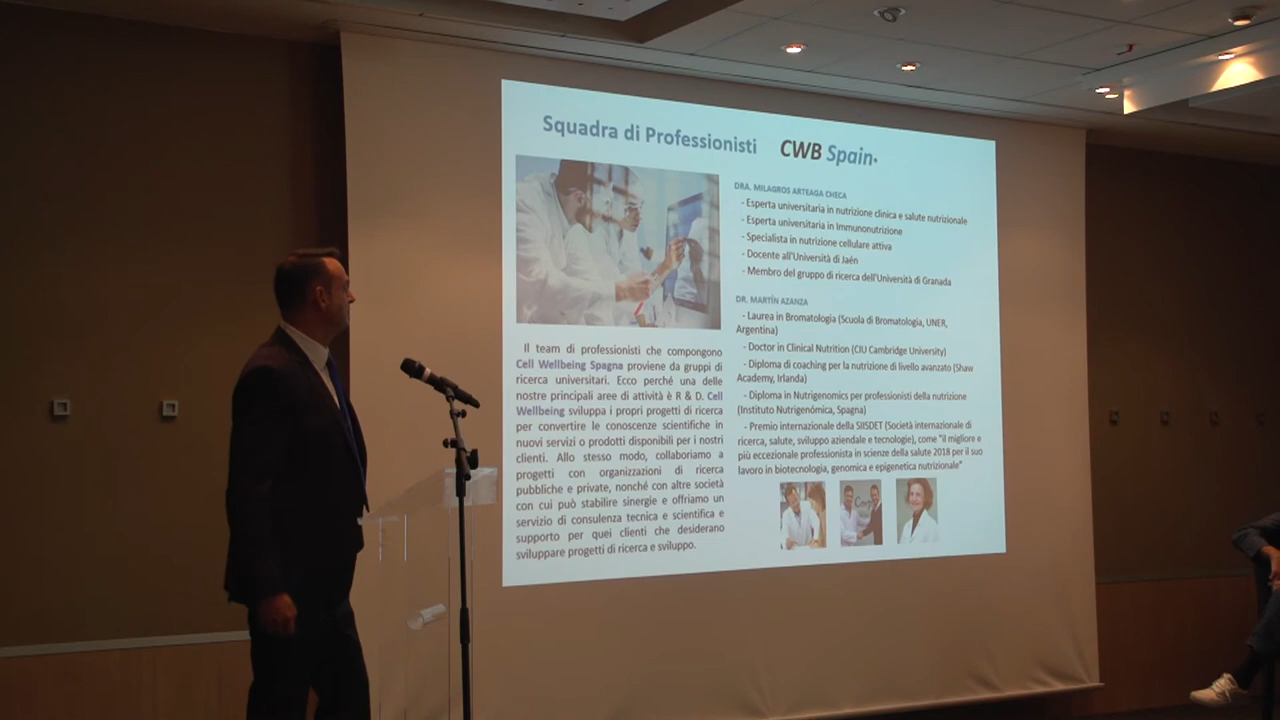 Squadra di Professionisti CWB Spain.
Il team di professionisti che compongono
Cell Wellbeing Spagna proviene da gruppi di
ricerca universitari. Ecco perché una delle
nostre principali aree di attività è R & D. Cell
Wellbeing sviluppa i propri progetti di ricerca
per convertire le conoscenze scientifiche in
nuovi servizi o prodotti disponibili per i nostri
clienti. Allo stesso modo, collaboriamo a
progetti con organizzazioni di ricerca
pubbliche e private, nonché con altre società
con cui può stabilire sinergie e offriamo un
servizio di consulenza tecnica e scientifica e
supporto per quei clienti che desiderano
sviluppare progetti di ricerca e sviluppo.
DRA. MILAGROS ARTEAGA CHECA
- Esperta universitaria in nutrizione clinica e salute nutrizionale
- Esperta universitaria in Immunonutrizione
- Specialista in nutrizione cellulare attiva
- Docente all'Università di Jaén
- Membro del gruppo di ricerca dell'Università di Granada
DR. MARTÍN AZANZA
- Laurea in Bromatologia (Scuola di Bromatologia, UNER,
Argentina)
- Doctor in Clinical Nutrition (CIU Cambridge University)
- Diploma di coaching per la nutrizione di livello avanzato (Shaw
Academy, Irlanda)
- Diploma in Nutrigenomics per professionisti della nutrizione
(Instituto Nutrigenómica, Spagna)
- Premio internazionale della SIISDET (Società internazionale di
ricerca, salute, sviluppo aziendale e tecnologie), come "il migliore e
più eccezionale professionista in scienze della salute 2018 per il suo
lavoro in biotecnologia, genomica e epigenetica nutrizionale"